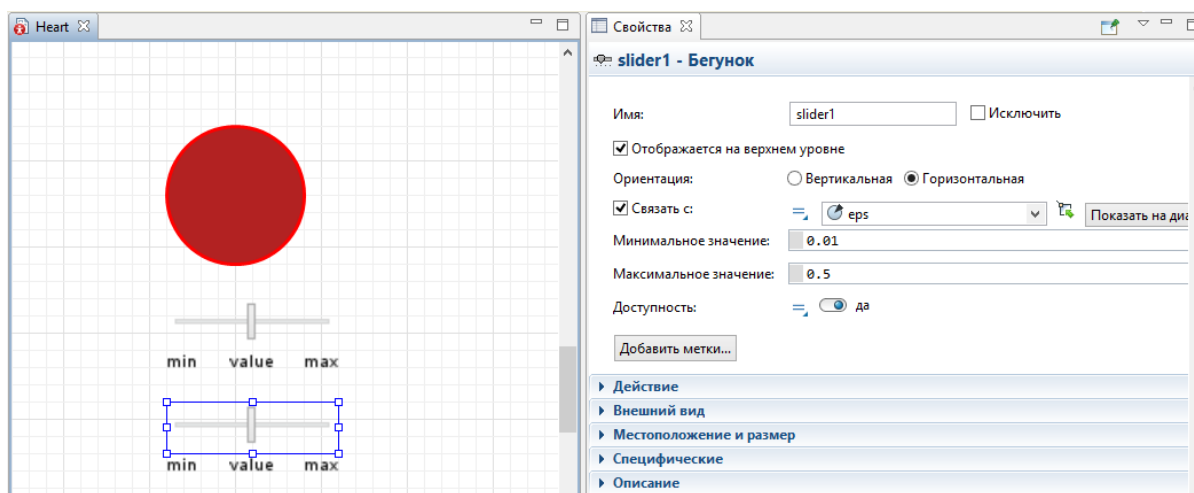 Heart
min value max
min value max
Свойства
slider1 - Бегунок
Имя: slider1 Исключить
Отображается на верхнем уровне
Ориентация: Вертикальная Горизонтальная
Связать с: eps Показать на диа
Минимальное значение: 0.01
Максимальное значение: 0.5
Доступность: да
Добавить метки...
Действие
Внешний вид
Местоположение и размер
Специфические
Описание